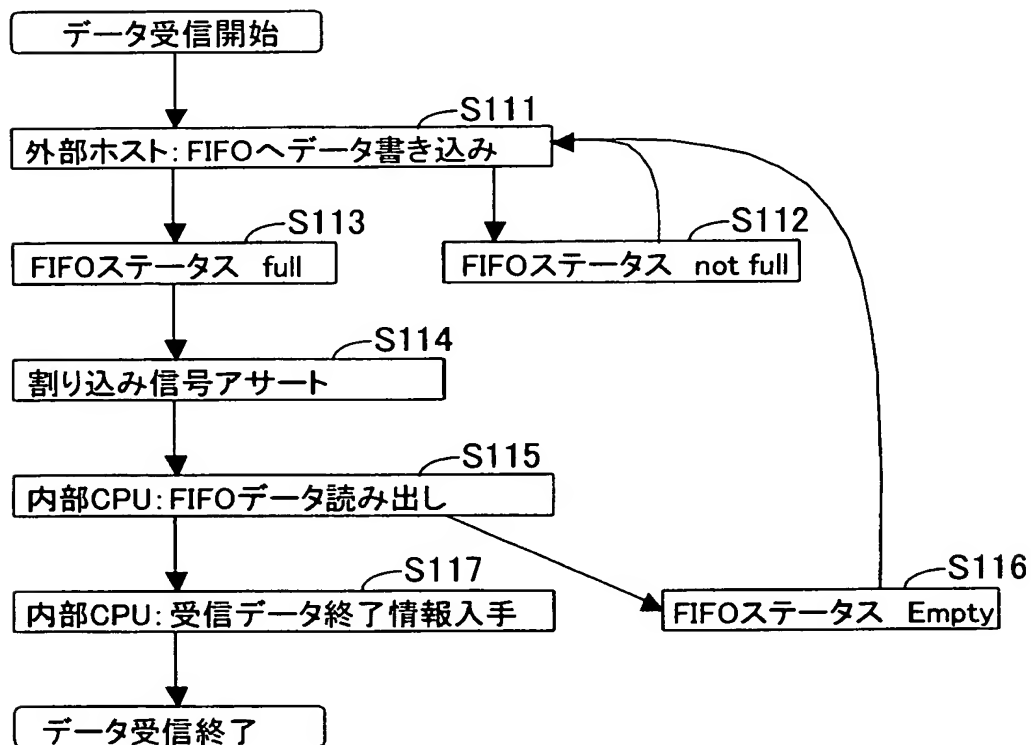 データ受信開始
S111
外部ホスト:FIFOへデータ書き込み
S113
FIFOステータス full
S112
FIFOステータス not full
S114
割り込み信号アサート
S115
内部CPU:FIFOデータ読み出し
S117
内部CPU:受信データ終了情報入手
S116
FIFOステータス Empty
データ受信終了